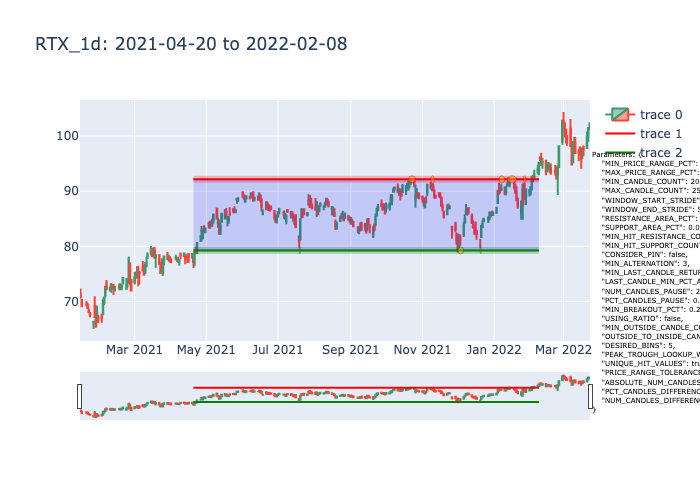 RTX_1d: 2021-04-20 to 2022-02-08
trace 0
trace 1
trace 2
Parameters: {
"MIN_PRICE_RANGE_PCT":
"MAX_PRICE_RANGE_PCT":
"MIN_CANDLE_COUNT": 20
"MAX_CANDLE_COUNT": 25
"WINDOW_START_STRIDE"
"WINDOW_END_STRIDE": 5
"RESISTANCE_AREA_PCT":
"SUPPORT_AREA_PCT": 0.0
"MIN_HIT_RESISTANCE_CO
"MIN_HIT_SUPPORT_COUN
"CONSIDER_PIN": false,
"MIN_ALTERNATION": 3,
"MIN_LAST_CANDLE_RETUR
"LAST_CANDLE_MIN_PCT_A
"NUM_CANDLES_PAUSE": 2
"PCT_CANDLES_PAUSE": 0.
"MIN_BREAKOUT_PCT": 0.2
"USING_RATIO": false,
"MIN_OUTSIDE_CANDLE_CO
"OUTSIDE_TO_INSIDE_CAN
"DESIRED_BINS": 5,
"PEAK_TROUGH_LOOKUP_W
"UNIQUE_HIT_VALUES": tru
"PRICE_RANGE_TOLERANC
"ABSOLUTE_NUM_CANDLES
"PCT_CANDLES_DIFFERENC
"NUM_CANDLES_DIFFEREN
}
100
90
80
70
Mar 2021 May 2021 Jul 2021 Sep 2021 Nov 2021 Jan 2022 Mar 2022